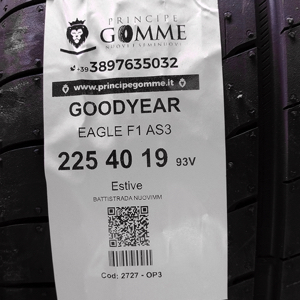 PRINCIPE
GOMME
NUOVE E SEMINUOVE
+39 3897635032
www.principegomme.it
GOODYEAR
EAGLE F1 AS3
225 40 19 93V
Estive
BATTISTRADA NUOVI/MM
Cod: 2727 - OP3